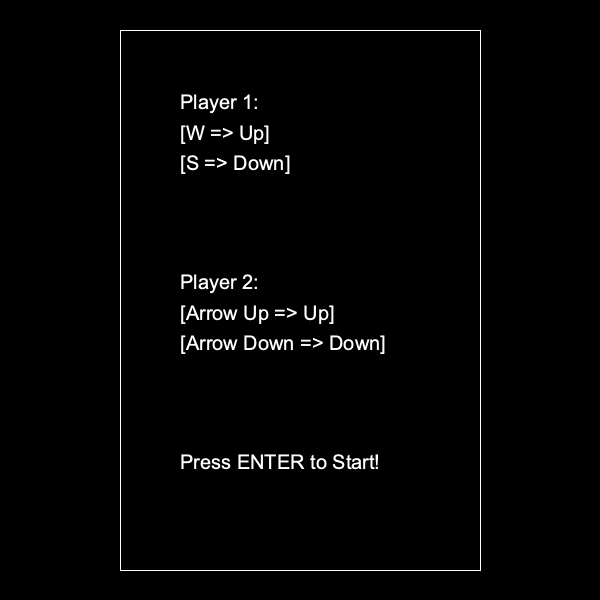 Player 1:
[W => Up]
[S => Down]
Player 2:
[Arrow Up => Up]
[Arrow Down => Down]
Press ENTER to Start!